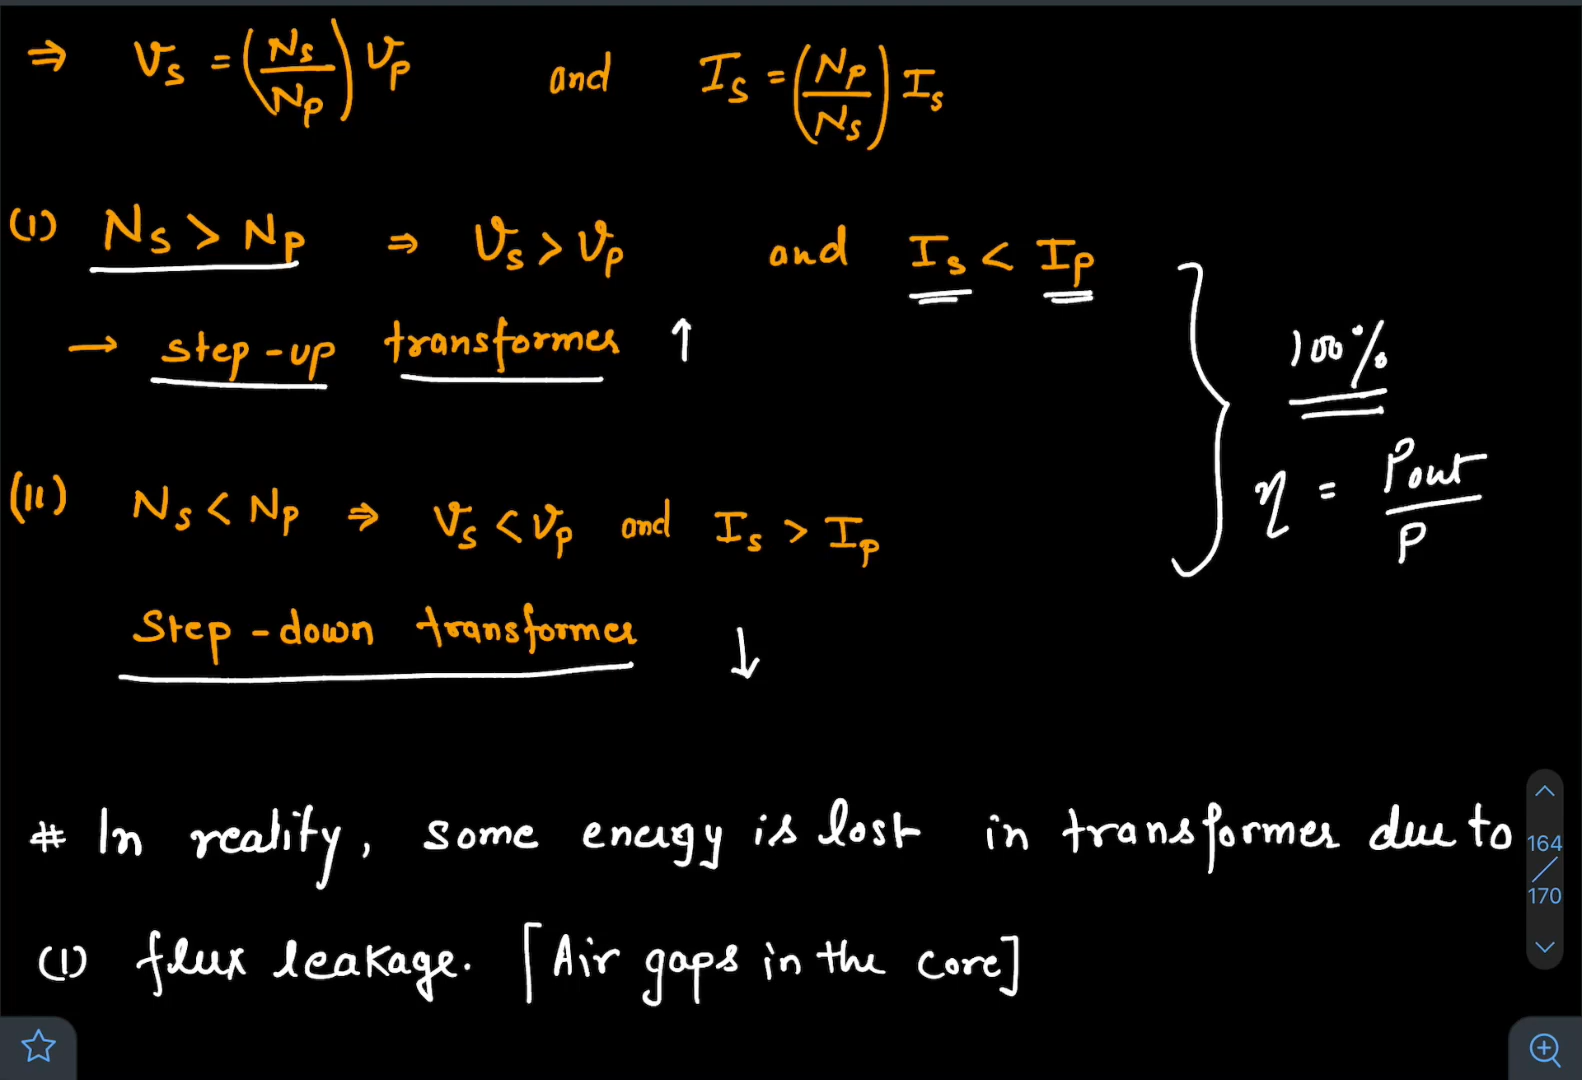 ⇒ Vs = (Ns/Np) Vp and Is = (Np/Ns) Is
(I) Ns > Np ⇒ Vs > Vp and Is < Ip
→ step-up transformer ↑
100%
η = Pout/P
(II) Ns < Np ⇒ Vs < Vp and Is > Ip
Step-down transformer ↓
# In reality, some energy is lost in transformer due to
(1) flux leakage. [Air gaps in the core]
164
/
170